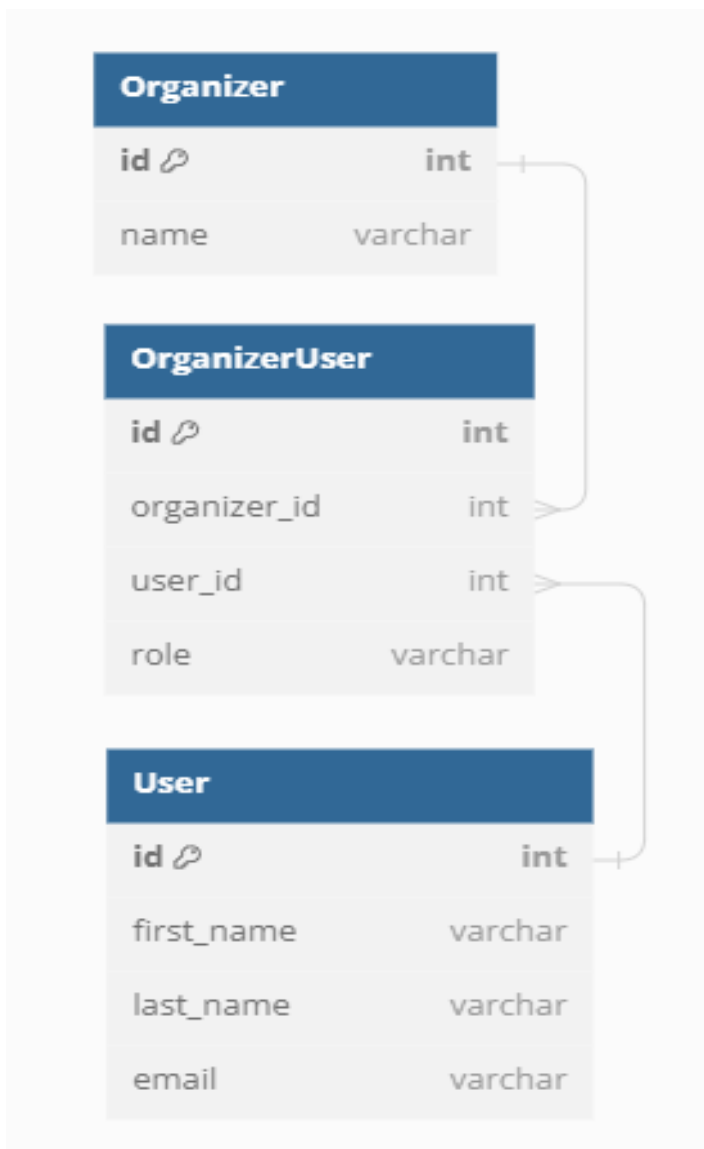 Organizer
id int
name varchar
OrganizerUser
id int
organizer_id int
user_id int
role varchar
User
id int
first_name varchar
last_name varchar
email varchar